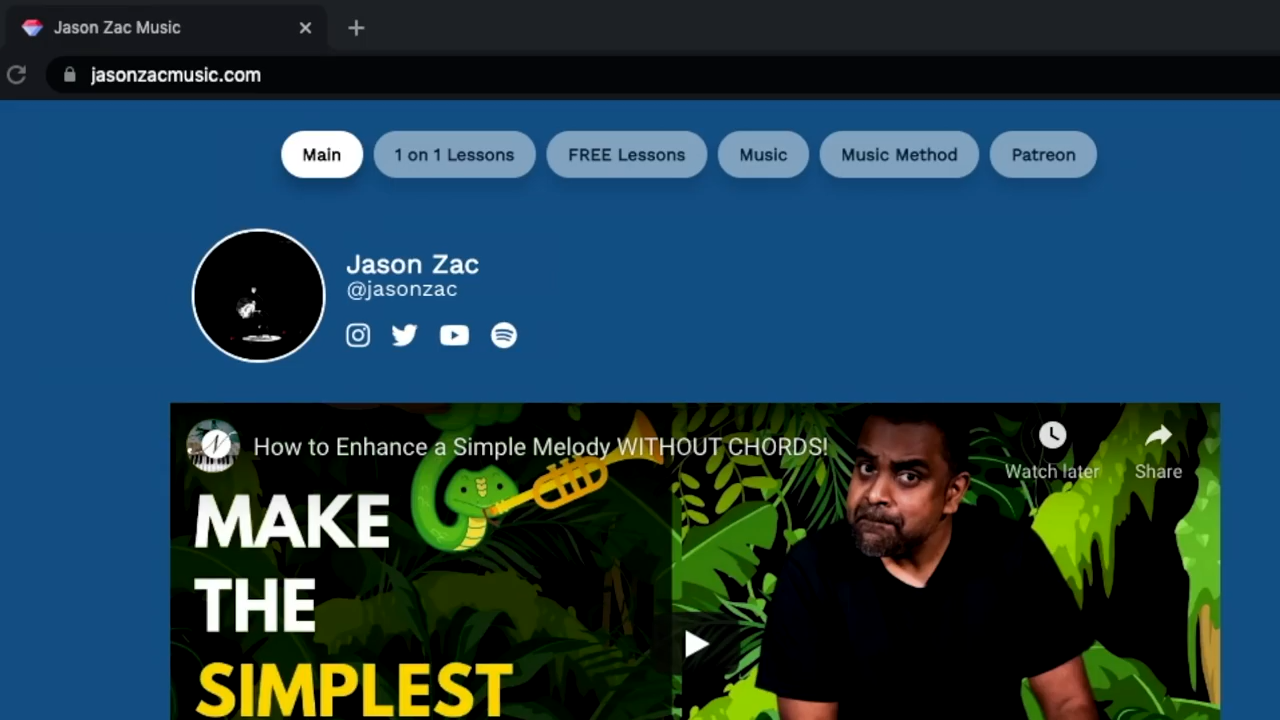 Jason Zac Music
jasonzacmusic.com
Main 1 on 1 Lessons FREE Lessons Music Music Method Patreon
Jason Zac
@jasonzac
How to Enhance a Simple Melody WITHOUT CHORDS!
Watch later Share
MAKE
THE
SIMPLEST